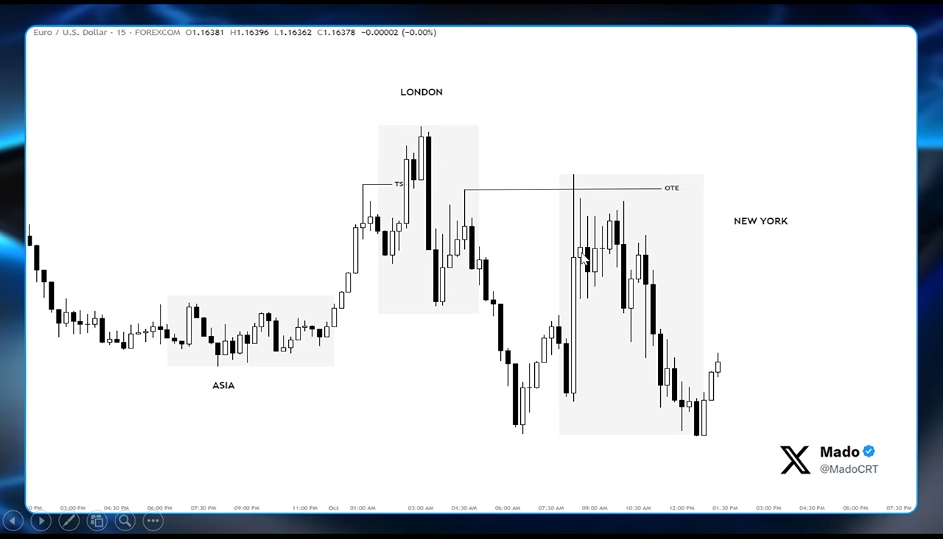 Euro / U.S. Dollar · 15 · FOREXCOM O1.16381 H1.16396 L1.16362 C1.16378 -0.00002 (-0.00%)
LONDON
TS
OTE
NEW YORK
ASIA
Mado
@MadoCRT
03:00 PM 04:30 PM 06:00 PM 07:30 PM 09:00 PM 11:00 PM Oct 01:00 AM 03:00 AM 04:30 AM 06:00 AM 07:30 AM 09:00 AM 10:30 AM 12:00 PM 01:30 PM 03:00 PM 04:30 PM 06:00 PM 07:30 PM